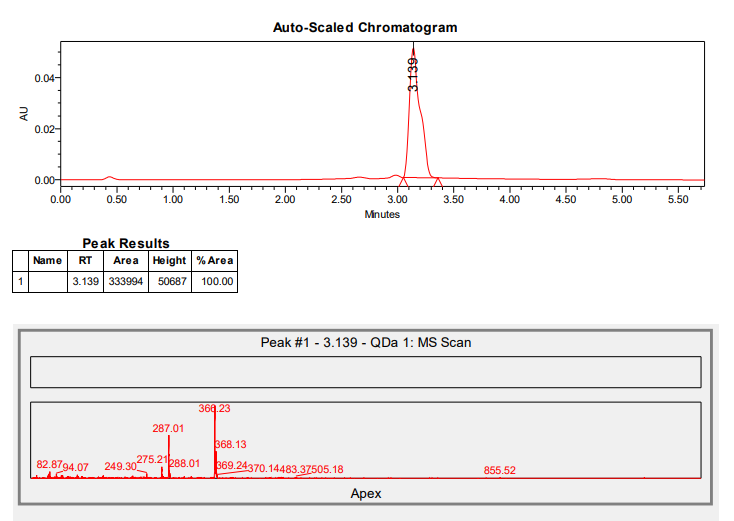 Auto-Scaled Chromatogram
3.139
AU
0.04
0.02
0.00
0.00 0.50 1.00 1.50 2.00 2.50 3.00 3.50 4.00 4.50 5.00 5.50
Minutes
Peak Results
Name RT Area Height % Area
1 3.139 333994 50687 100.00
Peak #1 - 3.139 - QDa 1: MS Scan
366.23
287.01
368.13
82.87 94.07 249.30 275.21 288.01 369.24 370.14 483.37 505.18 855.52
Apex